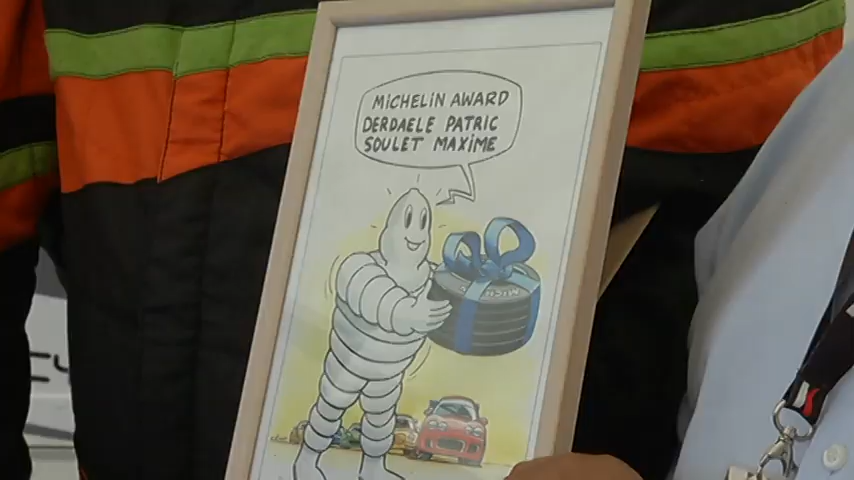 MICHELIN AWARD
DERDAELE PATRIC
SOULET MAXIME